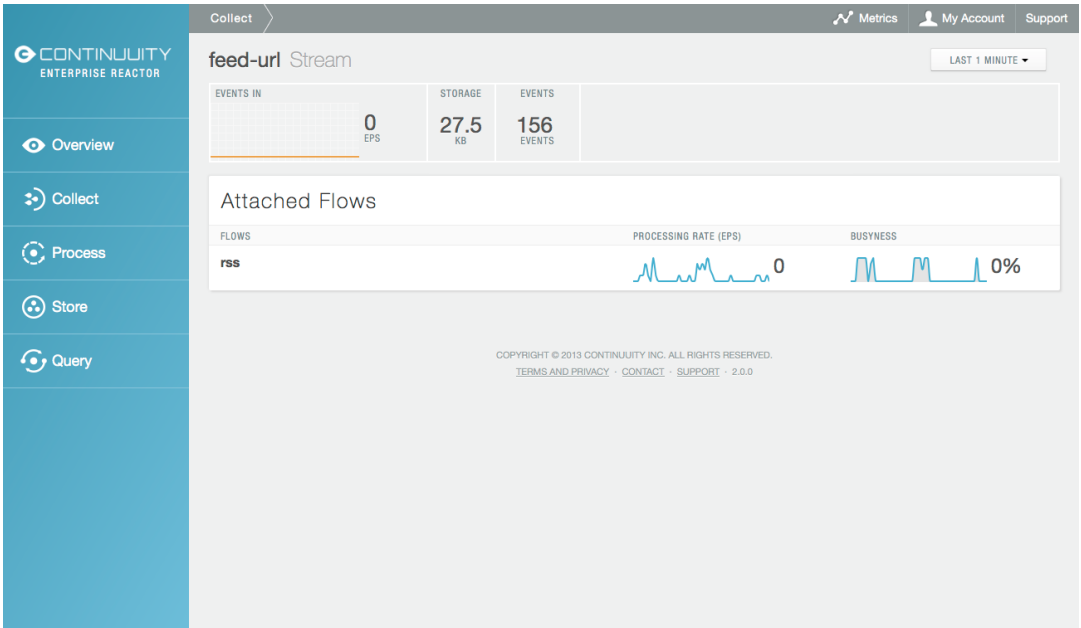 Collect
Metrics
My Account
Support
CONTINUUITY
ENTERPRISE REACTOR
Overview
Collect
Process
Store
Query
feed-url Stream
LAST 1 MINUTE
EVENTS IN
0
EPS
STORAGE
27.5
KB
EVENTS
156
EVENTS
Attached Flows
FLOWS PROCESSING RATE (EPS) BUSYNESS
rss 0 0%
COPYRIGHT © 2013 CONTINUUITY INC. ALL RIGHTS RESERVED.
TERMS AND PRIVACY · CONTACT · SUPPORT · 2.0.0